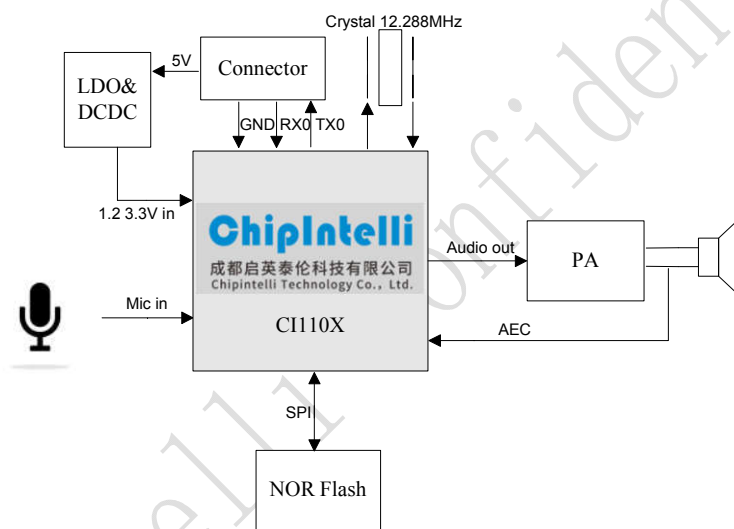 Crystal 12.288MHz
5V
Connector
LDO&
DCDC
GND RX0 TX0
1.2 3.3V in
ChipIntelli
成都启英泰伦科技有限公司
Chipintelli Technology Co., Ltd.
Audio out
PA
Mic in
CI110X
AEC
SPI
NOR Flash
elli Confiden